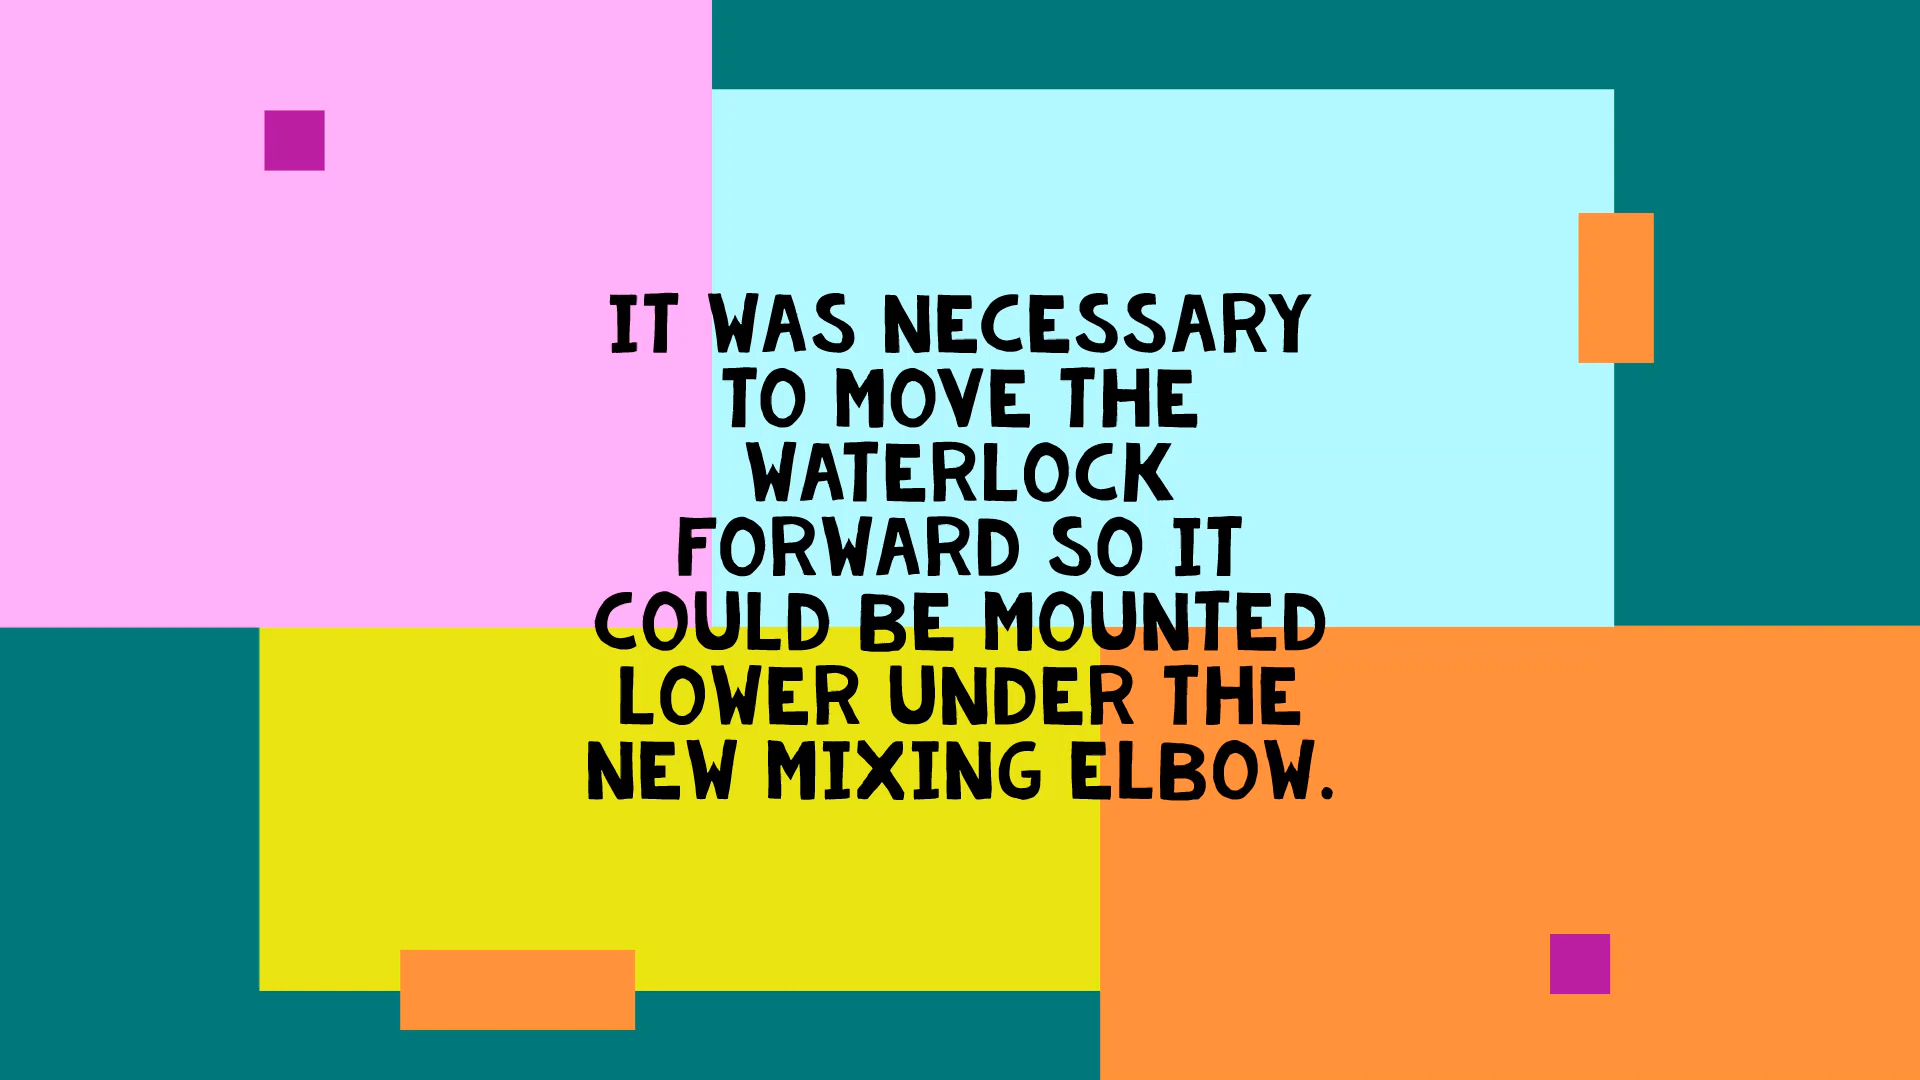 IT WAS NECESSARY
TO MOVE THE
WATERLOCK
FORWARD SO IT
COULD BE MOUNTED
LOWER UNDER THE
NEW MIXING ELBOW.